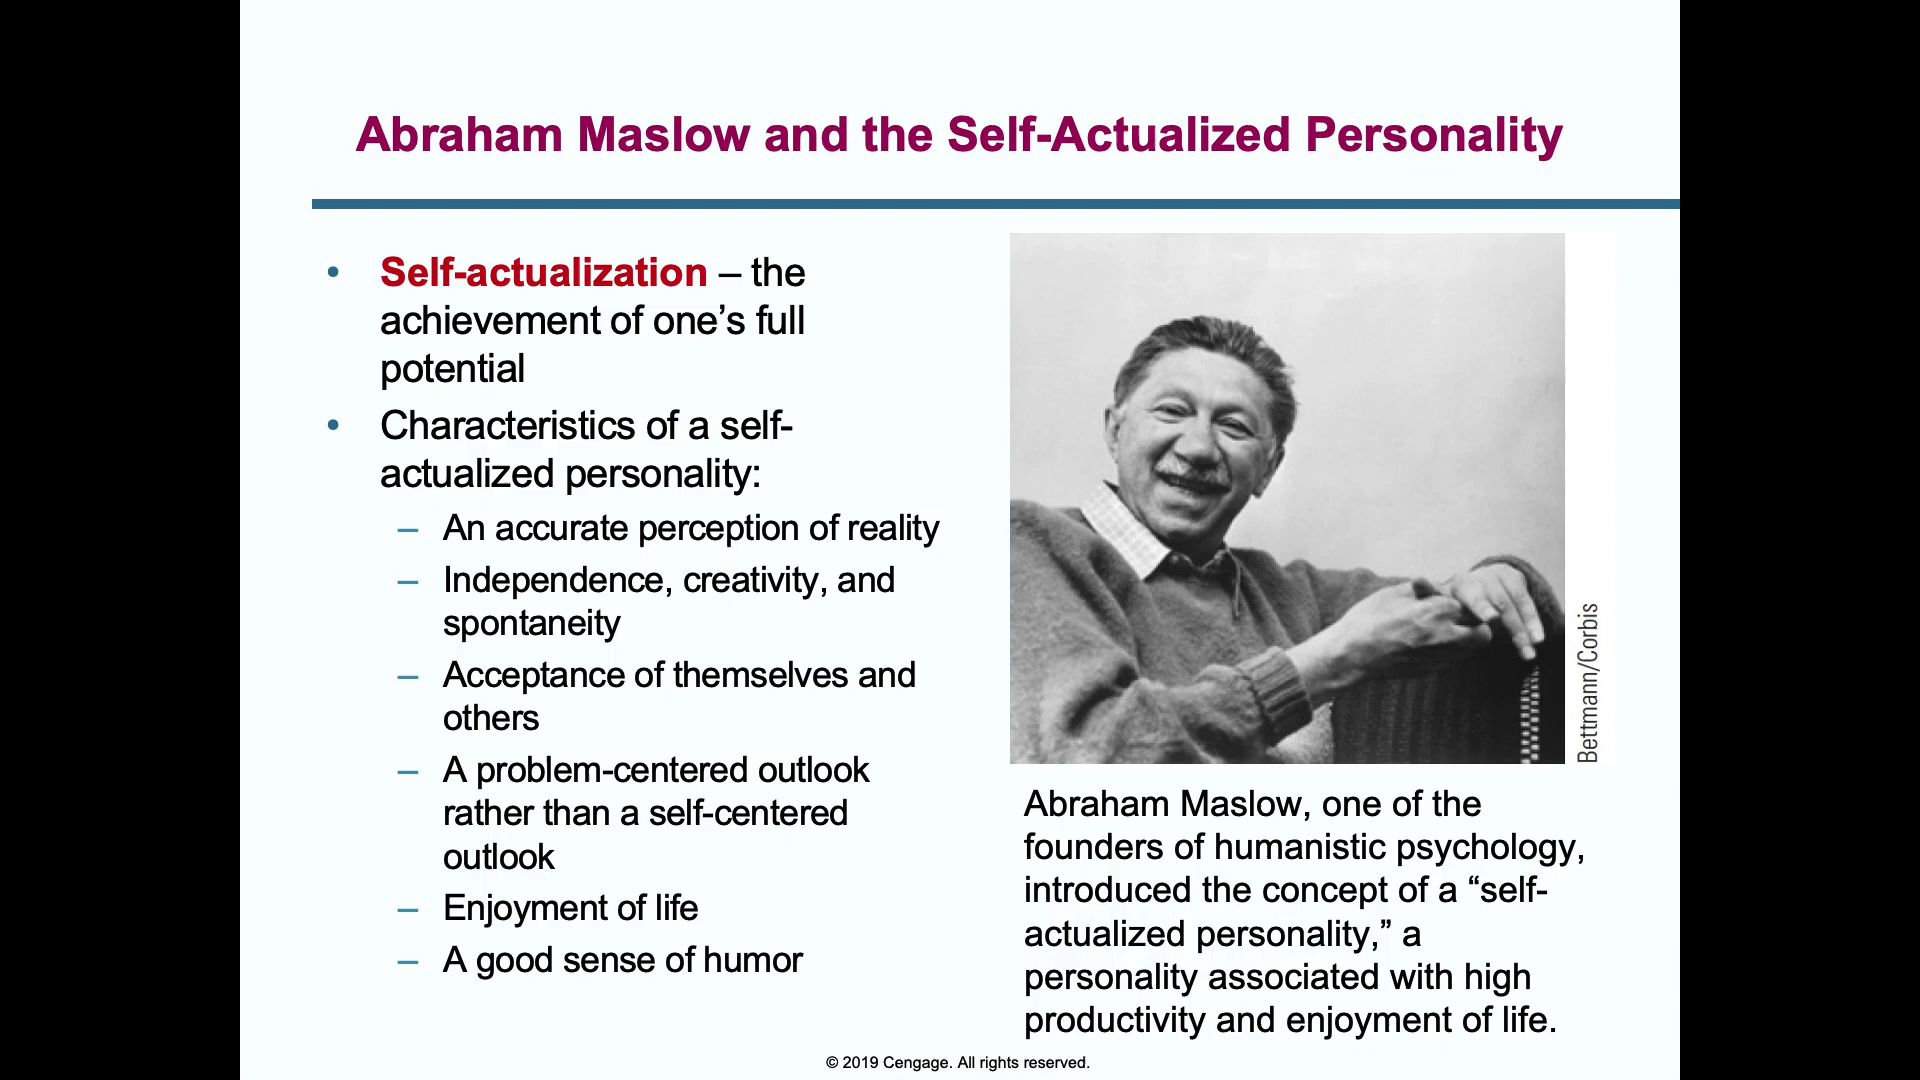 Abraham Maslow and the Self-Actualized Personality
• Self-actualization – the
achievement of one’s full
potential
• Characteristics of a self-
actualized personality:
– An accurate perception of reality
– Independence, creativity, and
spontaneity
– Acceptance of themselves and
others
– A problem-centered outlook
rather than a self-centered
outlook
– Enjoyment of life
– A good sense of humor
Bettmann/Corbis
Abraham Maslow, one of the
founders of humanistic psychology,
introduced the concept of a “self-
actualized personality,” a
personality associated with high
productivity and enjoyment of life.
© 2019 Cengage. All rights reserved.